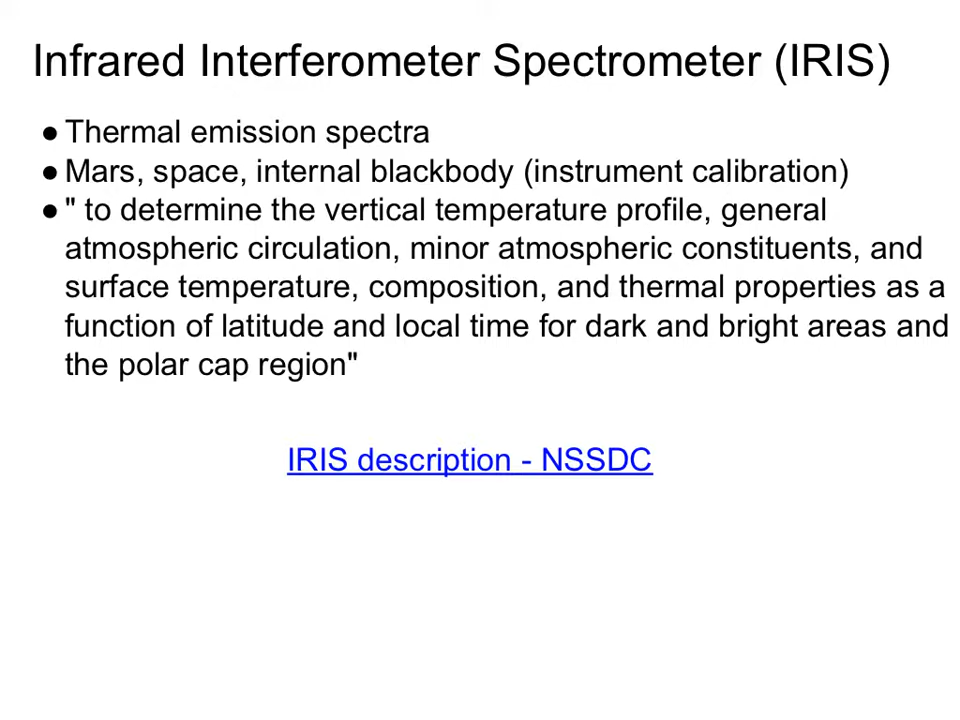 Infrared Interferometer Spectrometer (IRIS)
● Thermal emission spectra
● Mars, space, internal blackbody (instrument calibration)
● " to determine the vertical temperature profile, general
atmospheric circulation, minor atmospheric constituents, and
surface temperature, composition, and thermal properties as a
function of latitude and local time for dark and bright areas and
the polar cap region"
IRIS description - NSSDC